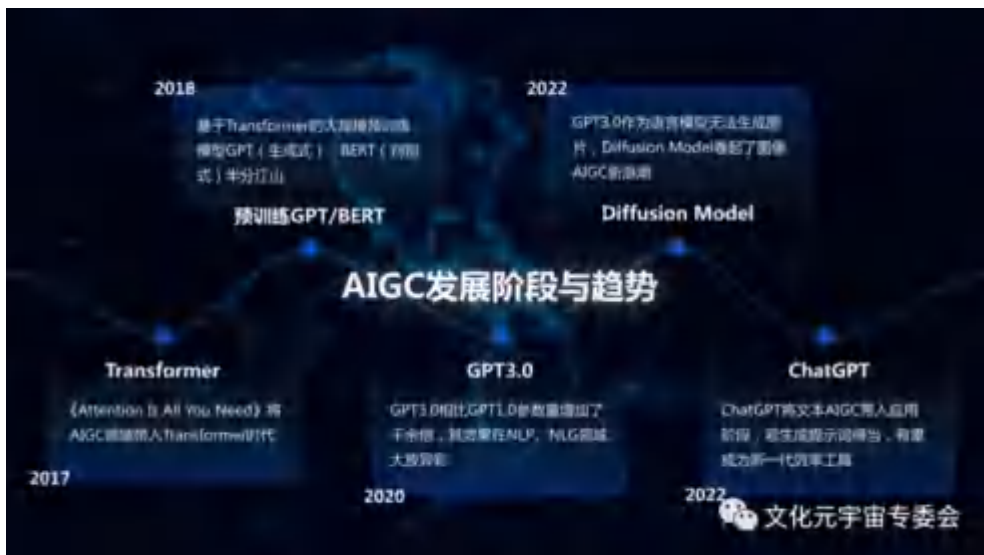 2018
基于Transformer的大规模预训练
模型GPT（生成式） BERT（判别
式）半分江山
预训练GPT/BERT
2022
GPT3.0作为语言模型无法生成图
片，Diffusion Model卷起了图像
AIGC新浪潮
Diffusion Model
AIGC发展阶段与趋势
Transformer
《Attention Is All You Need》将
AIGC领域带入Transformer时代
2017
GPT3.0
GPT3.0相比GPT1.0参数量增加了
千余倍，其效果在NLP、NLG领域
大放异彩
2020
ChatGPT
ChatGPT将文本AIGC带入应用
阶段，若生成提示词得当，有望
成为新一代效率工具
2022
文化元宇宙专委会